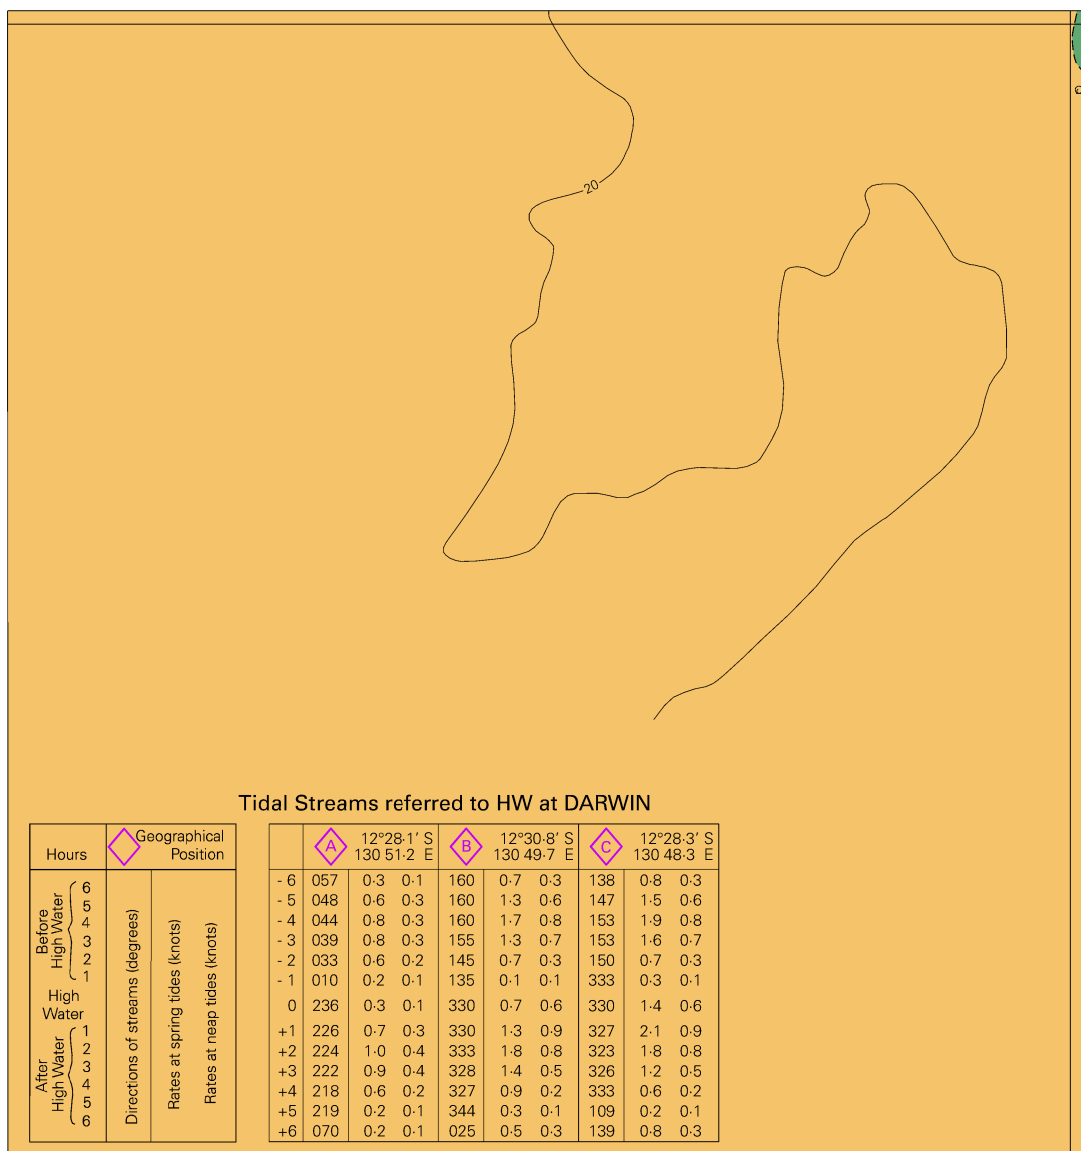 20
Tidal Streams referred to HW at DARWIN
Hours
Geographical
Position
Before
High Water
6
5
4
3
2
1
High
Water
After
High Water
1
2
3
4
5
6
Directions of streams (degrees)
Rates at spring tides (knots)
Rates at neap tides (knots)
A 12°28·1′ S B 12°30·8′ S C 12°28·3′ S
130 51·2 E 130 49·7 E 130 48·3 E
- 6 057 0·3 0·1 160 0·7 0·3 138 0·8 0·3
- 5 048 0·6 0·3 160 1·3 0·6 147 1·5 0·6
- 4 044 0·8 0·3 160 1·7 0·8 153 1·9 0·8
- 3 039 0·8 0·3 155 1·3 0·7 153 1·6 0·7
- 2 033 0·6 0·2 145 0·7 0·3 150 0·7 0·3
- 1 010 0·2 0·1 135 0·1 0·1 333 0·3 0·1
0 236 0·3 0·1 330 0·7 0·6 330 1·4 0·6
+1 226 0·7 0·3 330 1·3 0·9 327 2·1 0·9
+2 224 1·0 0·4 333 1·8 0·8 323 1·8 0·8
+3 222 0·9 0·4 328 1·4 0·5 326 1·2 0·5
+4 218 0·6 0·2 327 0·9 0·2 333 0·6 0·2
+5 219 0·2 0·1 344 0·3 0·1 109 0·2 0·1
+6 070 0·2 0·1 025 0·5 0·3 139 0·8 0·3